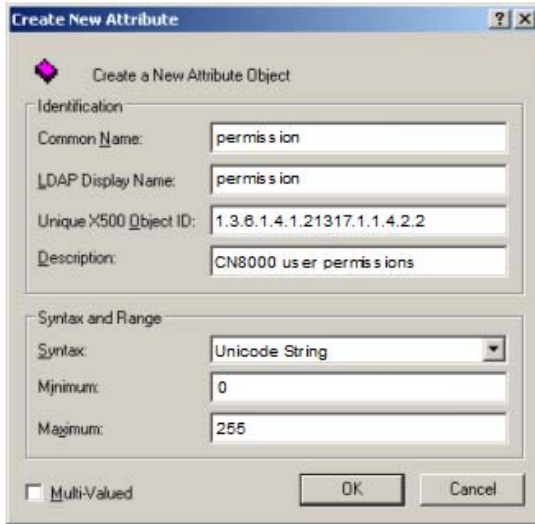 Create New Attribute
Create a New Attribute Object
Identification
Common Name: permission
LDAP Display Name: permission
Unique X500 Object ID: 1.3.6.1.4.1.21317.1.1.4.2.2
Description: CN8000 user permissions
Syntax and Range
Syntax: Unicode String
Minimum: 0
Maximum: 255
Multi-Valued OK Cancel